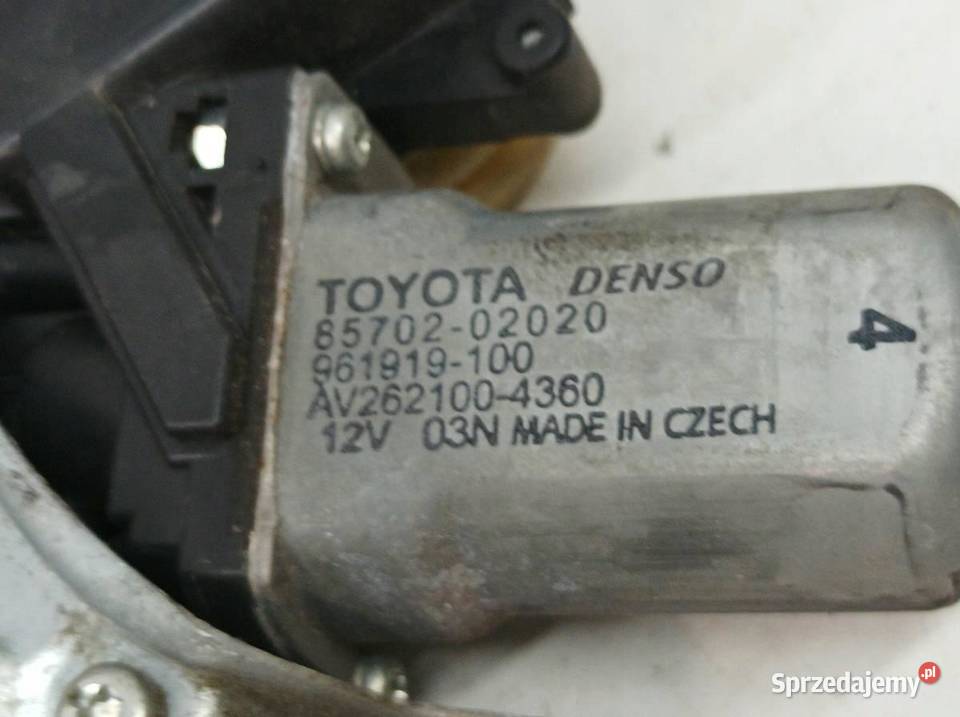 TOYOTA DENSO
85702-02020
961919-100
AV262100-4360
12V 03N MADE IN CZECH
4
Sprzedajemy.pl